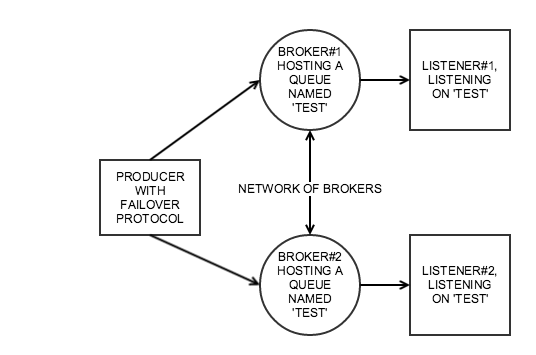 BROKER#1
HOSTING A
QUEUE
NAMED
'TEST'
LISTENER#1,
LISTENING
ON 'TEST'
PRODUCER
WITH
FAILOVER
PROTOCOL
NETWORK OF BROKERS
BROKER#2
HOSTING A
QUEUE
NAMED
'TEST'
LISTENER#2,
LISTENING
ON 'TEST'